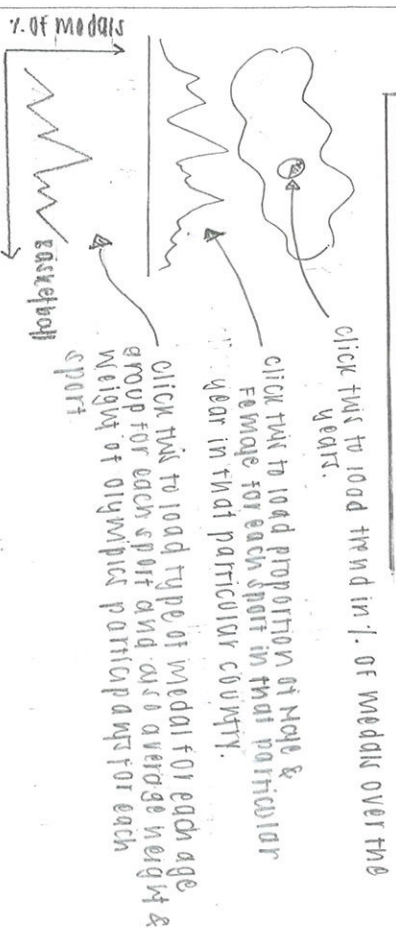 click this to load trend in %. of medals over the
years.
click this to load proportion of Male &
Female for each sport in that particular
year in that particular country.
click this to load type of medal for each age
group for each sport and also average height &
weight of Olympics participants for each
sport
%. of medals
Basketball